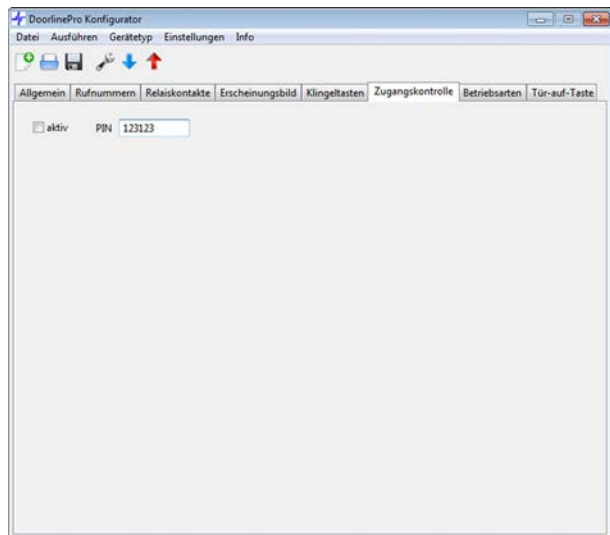 DoorlinePro Konfigurator
Datei Ausführen Gerätetyp Einstellungen Info
Allgemein Rufnummern Relaiskontakte Erscheinungsbild Klingeltasten Zugangskontrolle Betriebsarten Tür-auf-Taste
aktiv PIN 123123